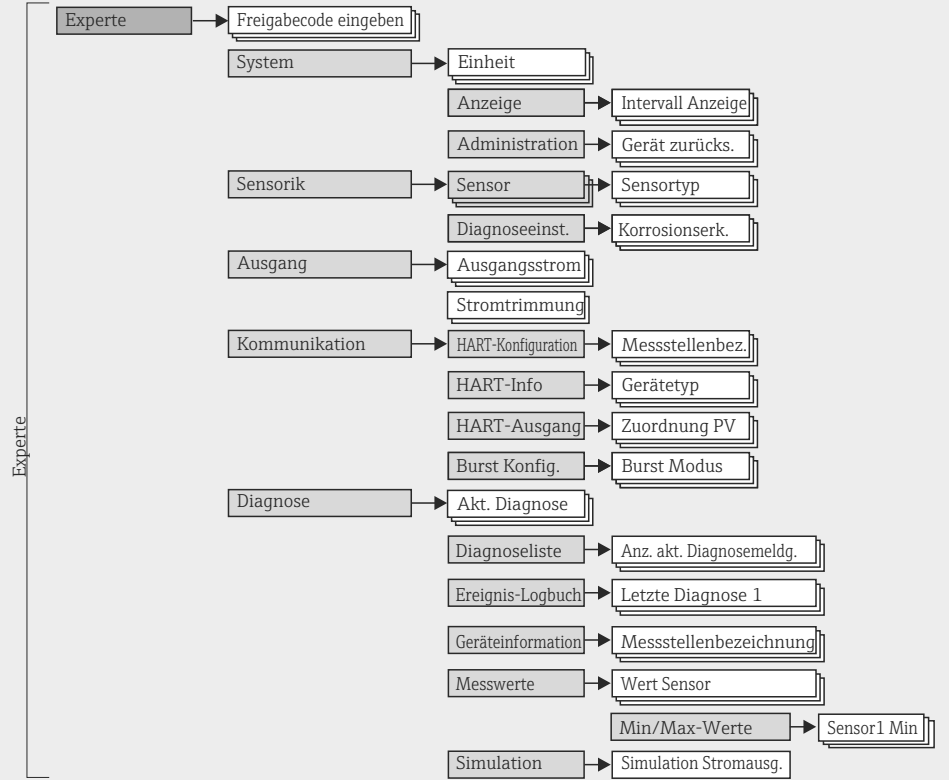 Experte
Experte
Freigabecode eingeben
System
Einheit
Anzeige
Intervall Anzeige
Administration
Gerät zurücks.
Sensorik
Sensor
Sensortyp
Diagnoseeinst.
Korrosionserk.
Ausgang
Ausgangsstrom
Stromtrimmung
Kommunikation
HART-Konfiguration
Messstellenbez.
HART-Info
Gerätetyp
HART-Ausgang
Zuordnung PV
Burst Konfig.
Burst Modus
Diagnose
Akt. Diagnose
Diagnoseliste
Anz. akt. Diagnosemeldg.
Ereignis-Logbuch
Letzte Diagnose 1
Geräteinformation
Messstellenbezeichnung
Messwerte
Wert Sensor
Min/Max-Werte
Sensor1 Min
Simulation
Simulation Stromausg.